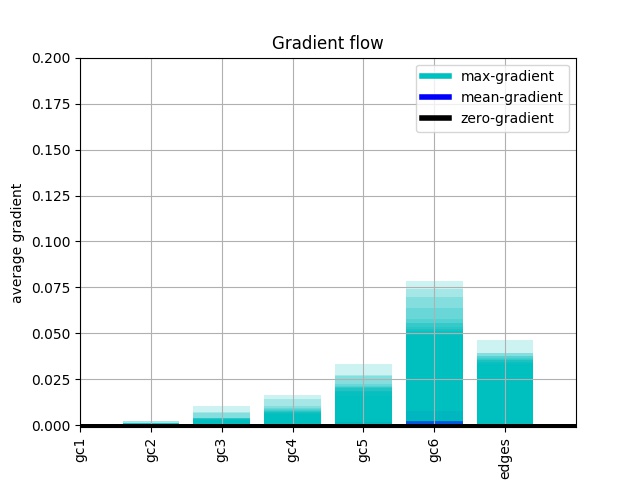 Gradient flow
0.200
0.175
0.150
0.125
0.100
0.075
0.050
0.025
0.000
average gradient
max-gradient
mean-gradient
zero-gradient
gc1
gc2
gc3
gc4
gc5
gc6
edges